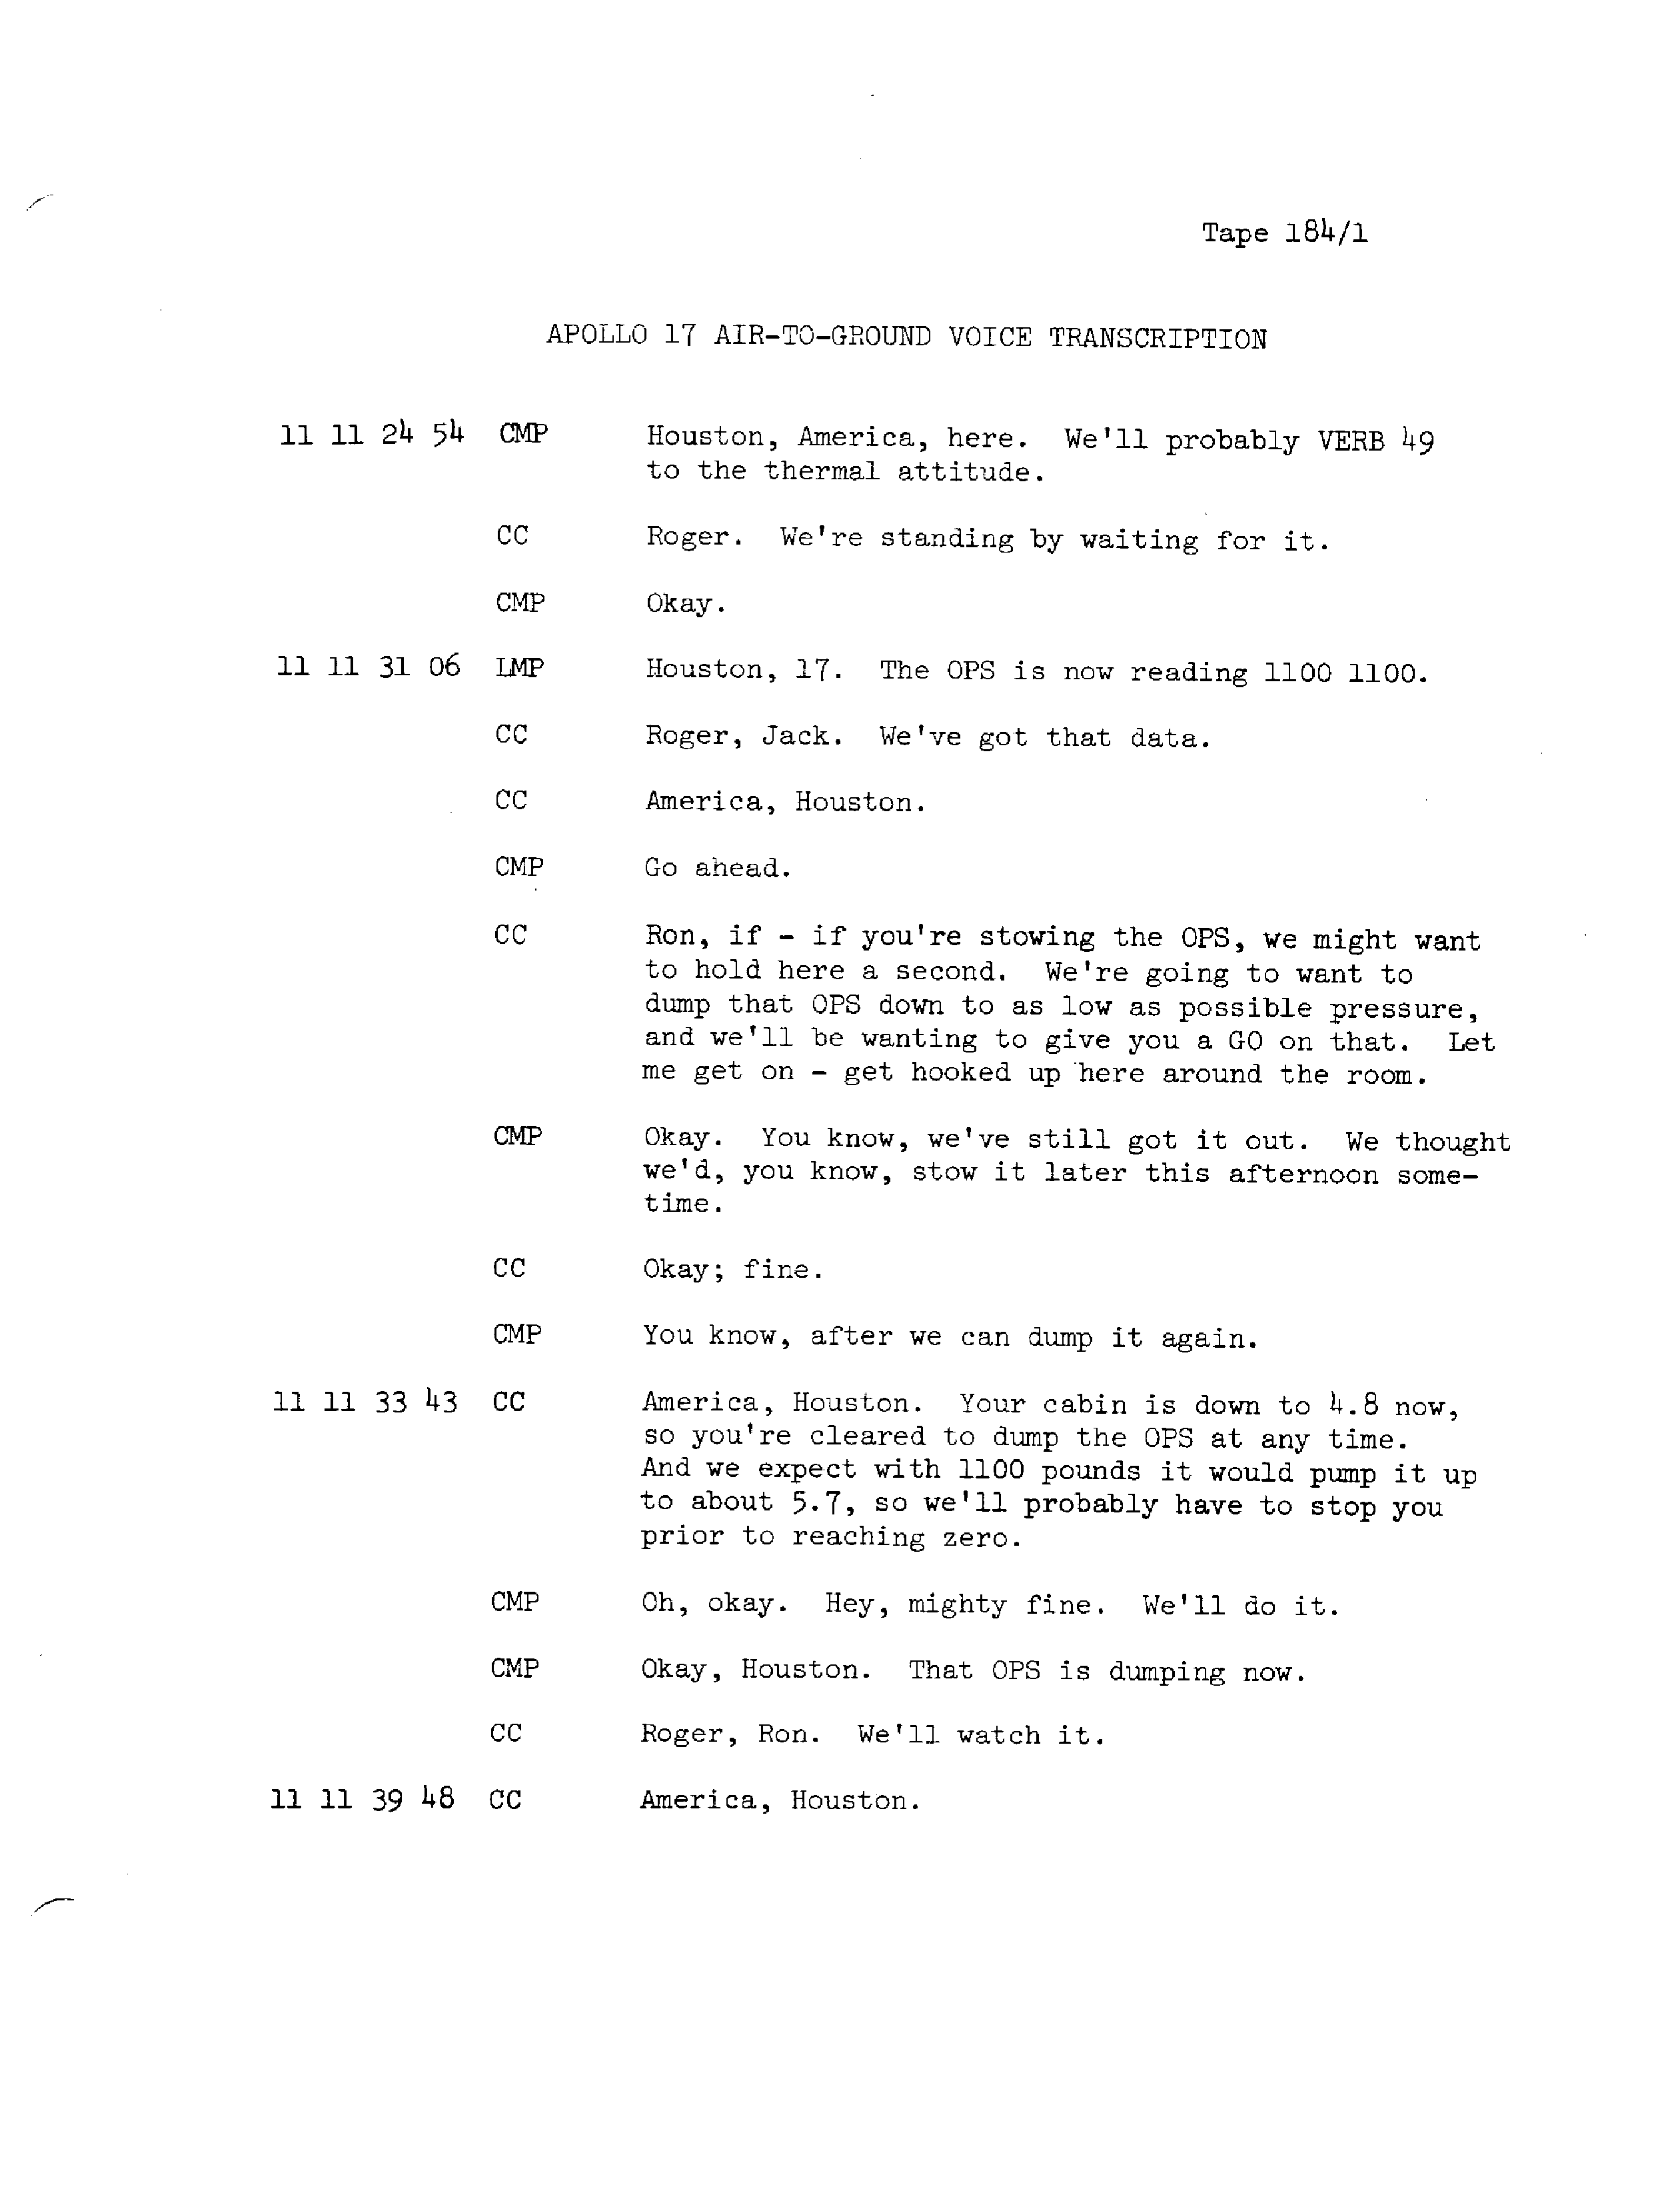 Tape 184/1
APOLLO 17 AIR-TO-GROUND VOICE TRANSCRIPTION
11 11 24 54 CMP Houston, America, here. We'll probably VERB 49
to the thermal attitude.
CC Roger. We're standing by waiting for it.
CMP Okay.
11 11 31 06 LMP Houston, 17. The OPS is now reading 1100 1100.
CC Roger, Jack. We've got that data.
CC America, Houston.
CMP Go ahead.
CC Ron, if - if you're stowing the OPS, we might want
to hold here a second. We're going to want to
dump that OPS down to as low as possible pressure,
and we'll be wanting to give you a GO on that. Let
me get on - get hooked up here around the room.
CMP Okay. You know, we've still got it out. We thought
we'd, you know, stow it later this afternoon some-
time.
CC Okay; fine.
CMP You know, after we can dump it again.
11 11 33 43 CC America, Houston. Your cabin is down to 4.8 now,
so you're cleared to dump the OPS at any time.
And we expect with 1100 pounds it would pump it up
to about 5.7, so we'll probably have to stop you
prior to reaching zero.
CMP Oh, okay. Hey, mighty fine. We'll do it.
CMP Okay, Houston. That OPS is dumping now.
CC Roger, Ron. We'll watch it.
11 11 39 48 CC America, Houston.